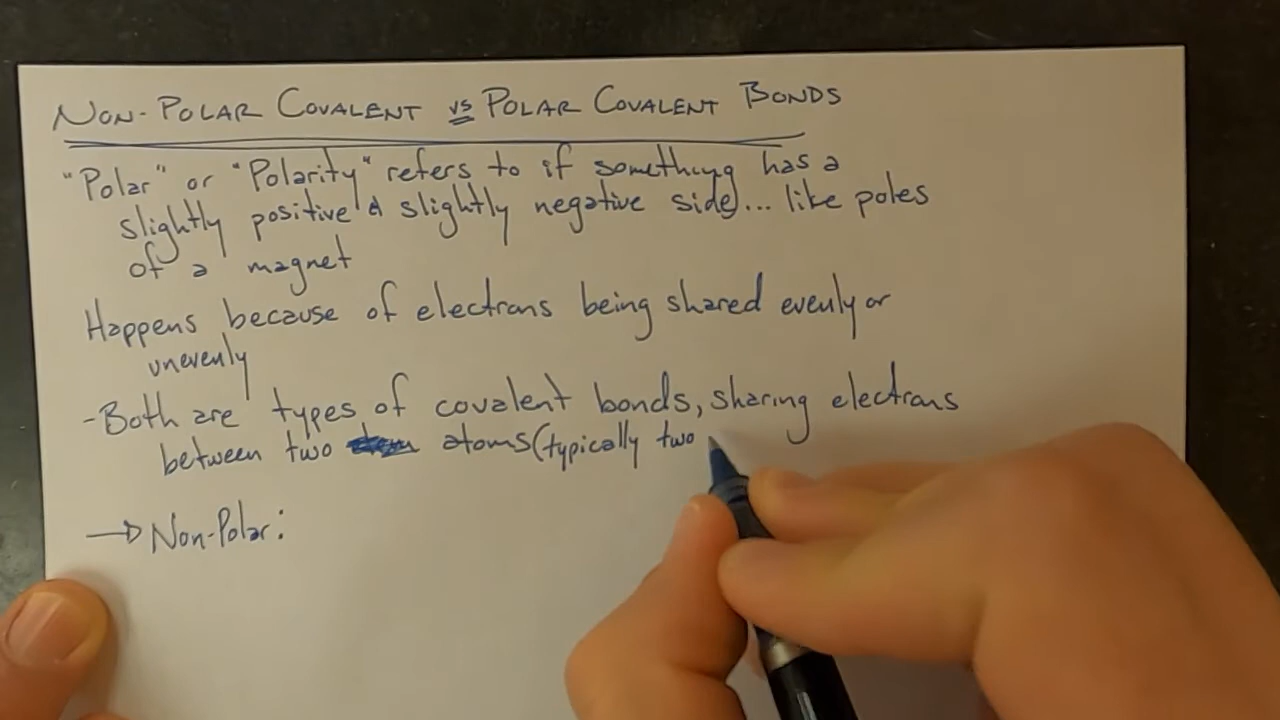 NON-POLAR COVALENT vs POLAR COVALENT BONDS
"Polar" or "Polarity" refers to if something has a
slightly positive & slightly negative side... like poles
of a magnet
Happens because of electrons being shared evenly or
unevenly
-Both are types of covalent bonds, sharing electrons
between two atoms (typically two
→ Non-Polar: